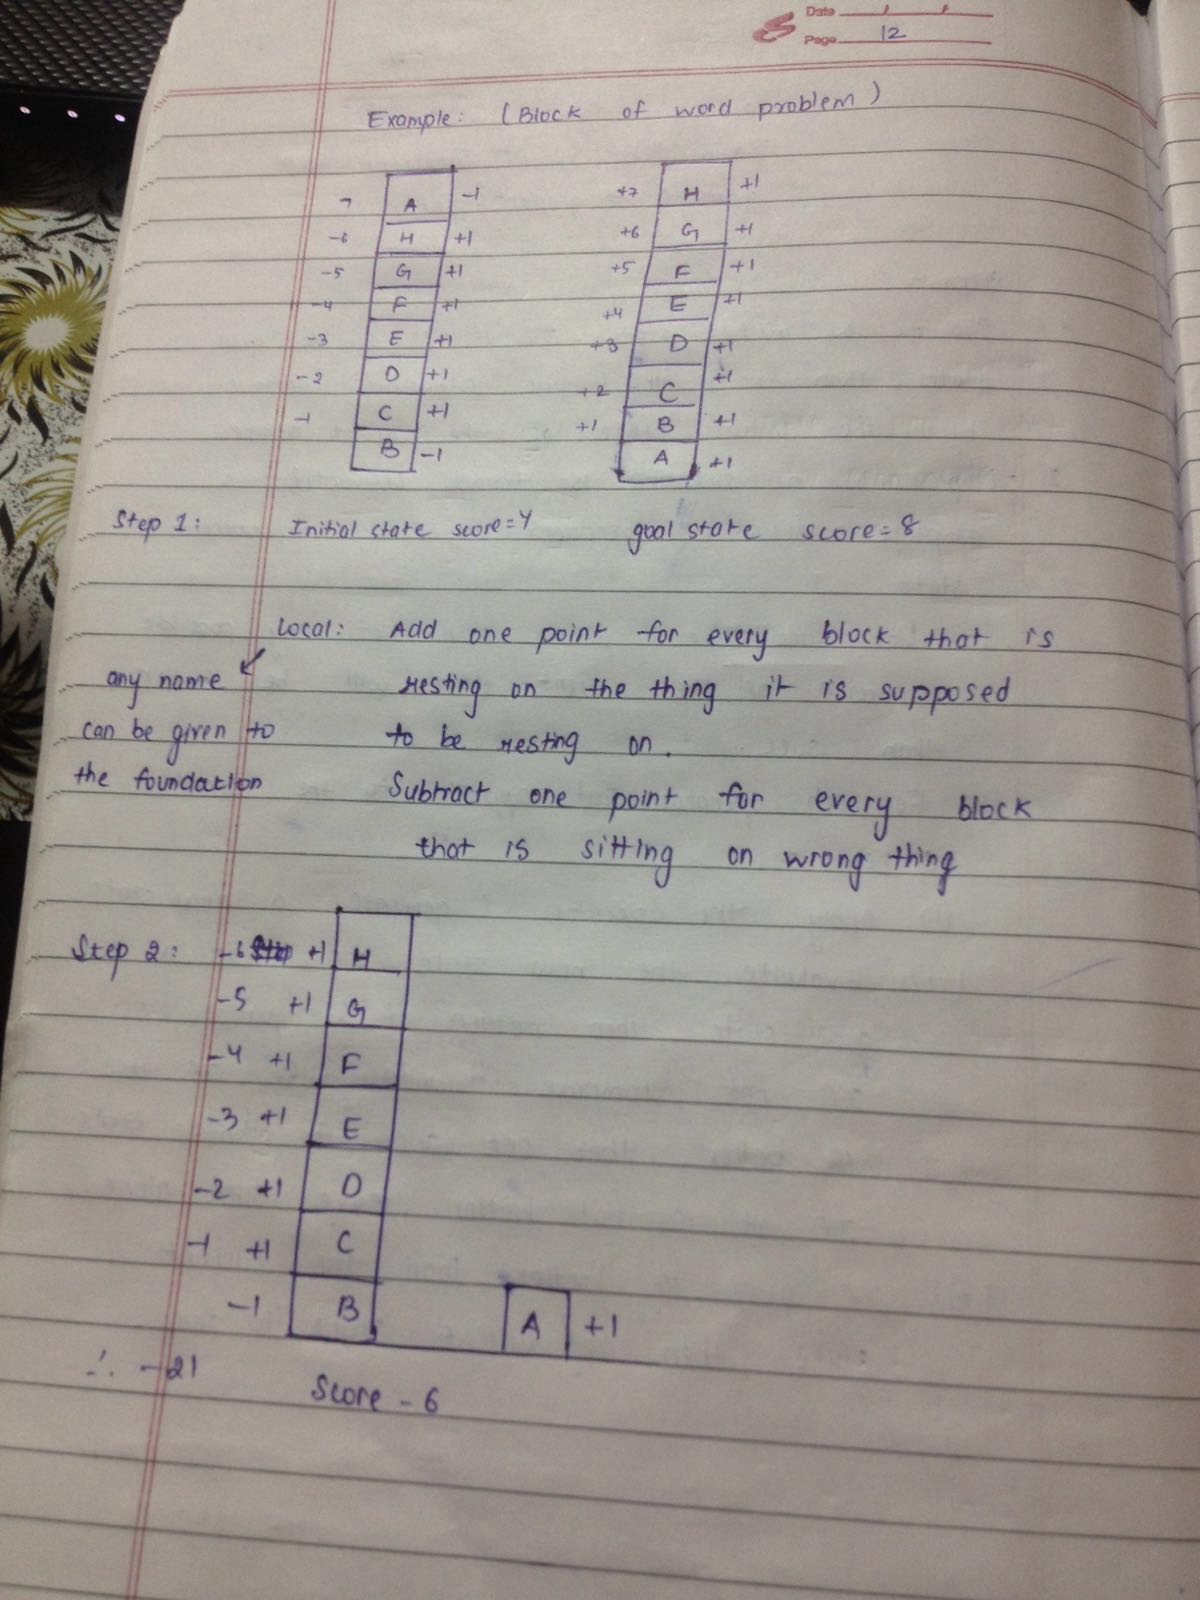 Date
Page 12
Example: (Block of word problem)
7 A -1 +7 H +1
-6 H +1 +6 G +1
-5 G +1 +5 F +1
-4 F +1 +4 E +1
-3 E +1 +3 D +1
-2 D +1 +2 C +1
-1 C +1 +1 B +1
B -1 A +1
Step 1: Initial state score=4 goal state score=8
Local: Add one point for every block that is
any name resting on the thing it is supposed
can be given to to be resting on.
the foundation Subtract one point for every block
that is sitting on wrong thing
Step 2: -6 +1 H
-5 +1 G
-4 +1 F
-3 +1 E
-2 +1 D
-1 +1 C
-1 B A +1
∴ -21
Score - 6